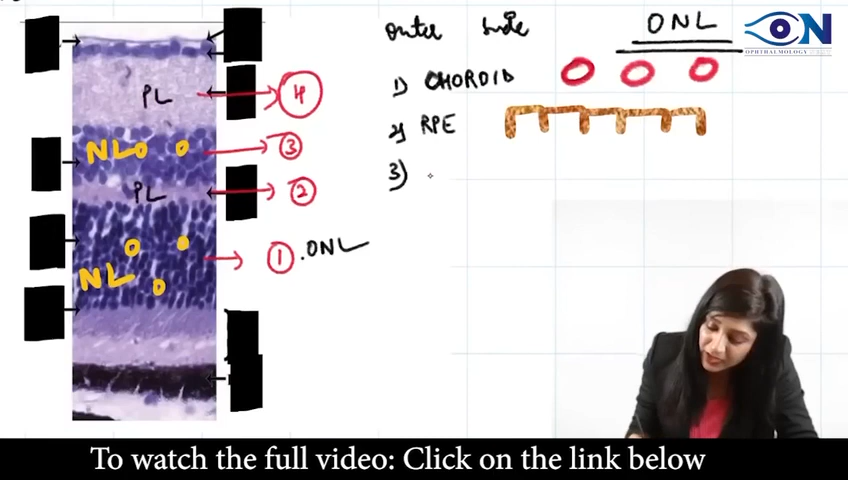 outer side
ONL
ON
OPHTHALMOLOGY
1) CHOROID
2) RPE
3)
PL
4
NL
3
PL
2
NL
1 .ONL
To watch the full video: Click on the link below